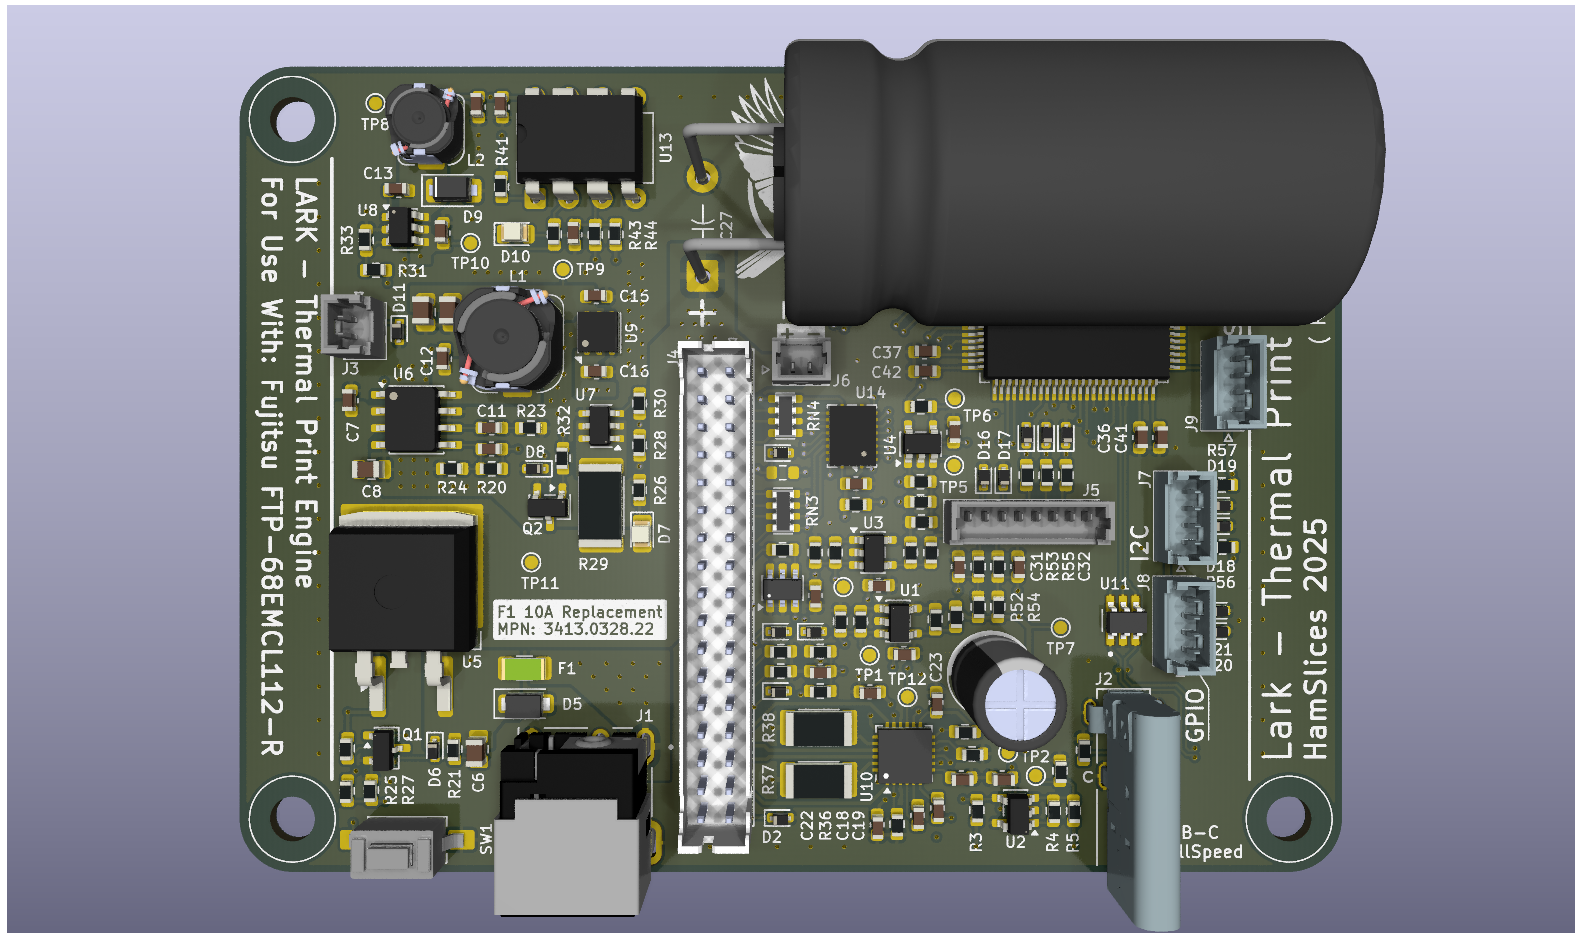 LARK - Thermal Print Engine
For Use With: Fujitsu FTP-68EMCL112-R
TP8
L2
R41
U13
C13
U8
D9
R33
TP10
D10
R43
R44
C27
R31
L1
TP9
D11
C15
U9
J3
C12
C16
J4
+
U6
C7
C11
R23
R32
U7
R30
R28
D8
C8
R24
R20
R26
Q2
D7
TP11
R29
F1 10A Replacement
MPN: 3413.0328.22
U5
F1
D5
J1
Q1
R25
R27
D6
R21
C6
SW1
J6
C37
C42
U14
RN4
U4
TP6
D16
D17
C36
C41
J9
R57
D19
TP5
RN3
J5
J7
I2C
U3
C31
R53
R55
C32
D18
R56
J8
U11
U1
R52
R54
TP7
TP1
TP12
C23
J2
GPIO
R38
R37
U10
TP2
D2
C22
R36
C18
C19
R3
U2
R4
R5
Lark - Thermal Print
HamSlices 2025